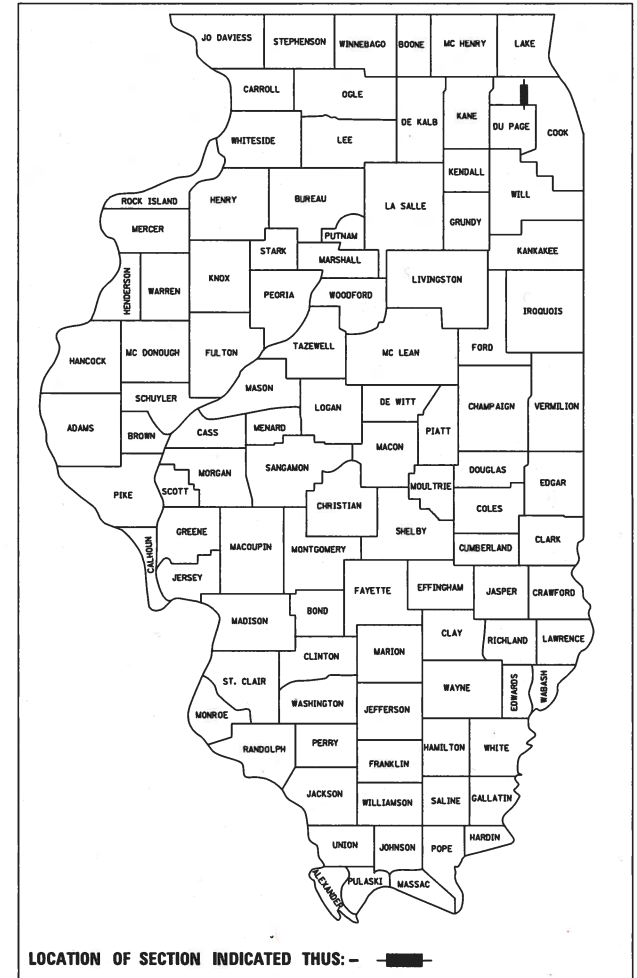 JO DAVIESS STEPHENSON WINNEBAGO BOONE MC HENRY LAKE
CARROLL OGLE DE KALB KANE DU PAGE COOK
WHITESIDE LEE
KENDALL
ROCK ISLAND HENRY BUREAU LA SALLE WILL
MERCER PUTNAM GRUNDY
STARK MARSHALL KANKAKEE
HENDERSON WARREN KNOX PEORIA WOODFORD LIVINGSTON IROQUOIS
HANCOCK MC DONOUGH FULTON TAZEWELL MC LEAN FORD
MASON
SCHUYLER LOGAN DE WITT CHAMPAIGN VERMILION
ADAMS BROWN CASS MENARD MACON PIATT
SANGAMON DOUGLAS EDGAR
PIKE SCOTT MORGAN CHRISTIAN MOULTRIE COLES
GREENE MACOUPIN MONTGOMERY SHELBY CUMBERLAND CLARK
CALHOUN JERSEY
FAYETTE EFFINGHAM JASPER CRAWFORD
MADISON BOND
CLINTON MARION CLAY RICHLAND LAWRENCE
ST. CLAIR WAYNE EDWARDS WABASH
MONROE WASHINGTON JEFFERSON
RANDOLPH PERRY HAMILTON WHITE
FRANKLIN
JACKSON WILLIAMSON SALINE GALLATIN
UNION JOHNSON POPE HARDIN
ALEXANDER PULASKI MASSAC
LOCATION OF SECTION INDICATED THUS: -